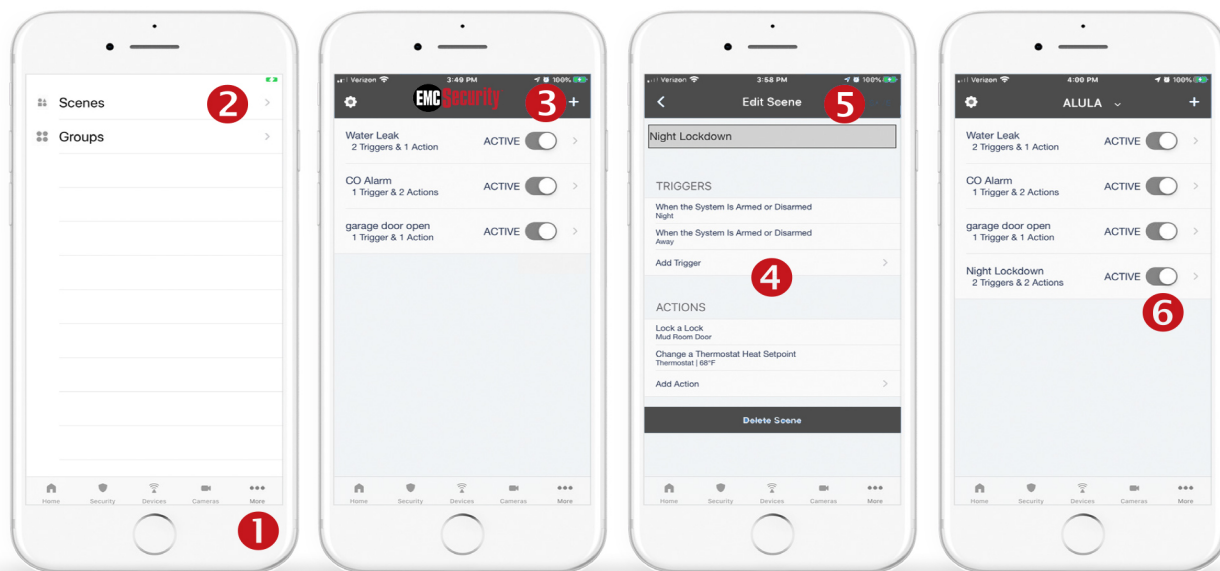 2
Scenes
Groups
Home Security Devices Cameras More
1
Verizon 3:49 PM 100%
EMC Security
3
+
Water Leak
2 Triggers & 1 Action
ACTIVE
CO Alarm
1 Trigger & 2 Actions
ACTIVE
garage door open
1 Trigger & 1 Action
ACTIVE
Home Security Devices Cameras More
Verizon 3:58 PM 100%
Edit Scene
5
Night Lockdown
TRIGGERS
When the System Is Armed or Disarmed
Night
When the System Is Armed or Disarmed
Away
Add Trigger
4
ACTIONS
Lock a Lock
Mud Room Door
Change a Thermostat Heat Setpoint
Thermostat | 68°F
Add Action
Delete Scene
Home Security Devices Cameras More
Verizon 4:00 PM 100%
ALULA
+
Water Leak
2 Triggers & 1 Action
ACTIVE
CO Alarm
1 Trigger & 2 Actions
ACTIVE
garage door open
1 Trigger & 1 Action
ACTIVE
Night Lockdown
2 Triggers & 2 Actions
ACTIVE
6
Home Security Devices Cameras More